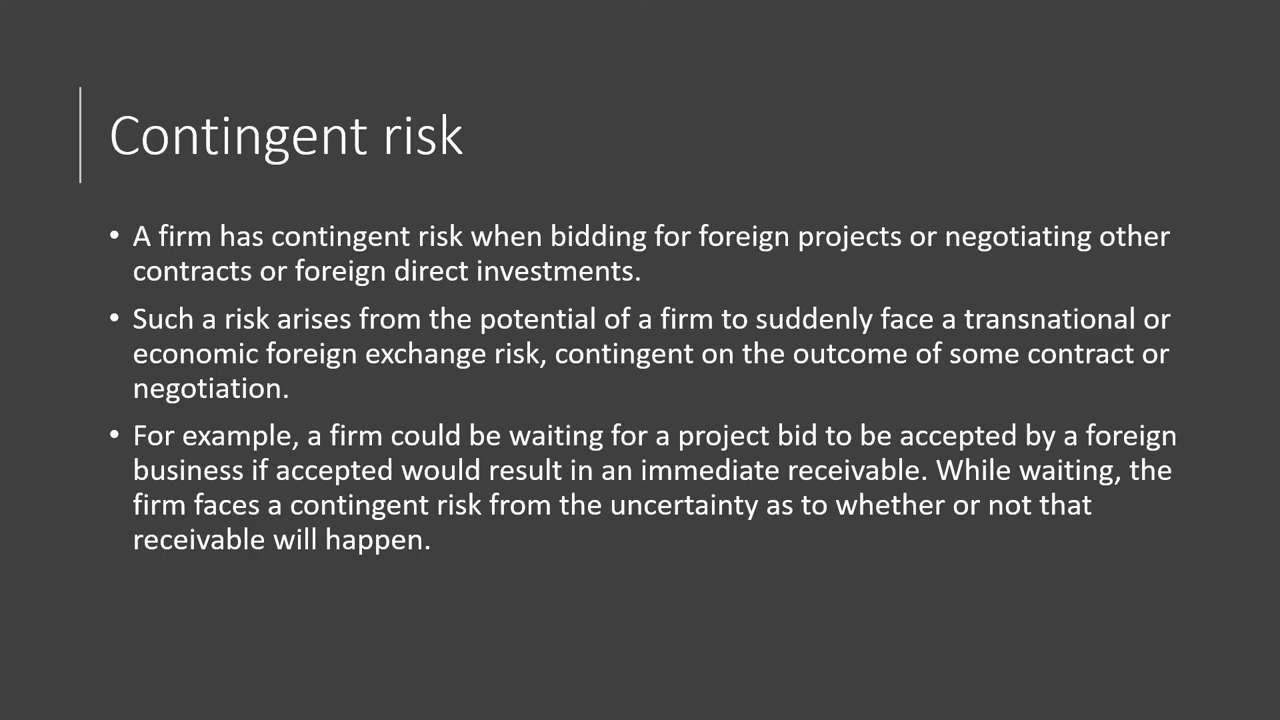 Contingent risk
• A firm has contingent risk when bidding for foreign projects or negotiating other
contracts or foreign direct investments.
• Such a risk arises from the potential of a firm to suddenly face a transnational or
economic foreign exchange risk, contingent on the outcome of some contract or
negotiation.
• For example, a firm could be waiting for a project bid to be accepted by a foreign
business if accepted would result in an immediate receivable. While waiting, the
firm faces a contingent risk from the uncertainty as to whether or not that
receivable will happen.